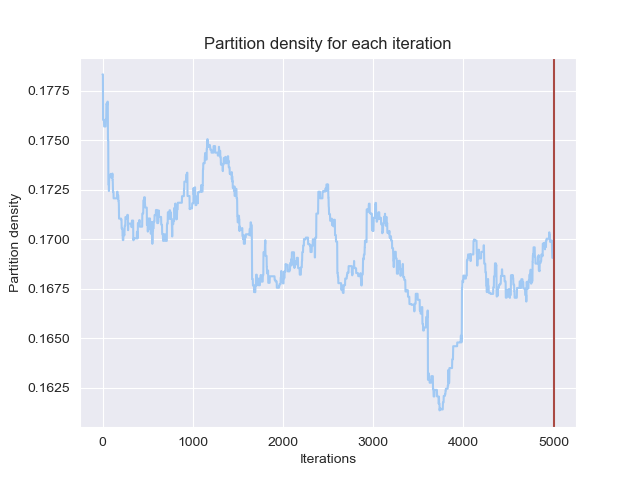 Partition density for each iteration
Partition density
0.1775
0.1750
0.1725
0.1700
0.1675
0.1650
0.1625
0 1000 2000 3000 4000 5000
Iterations